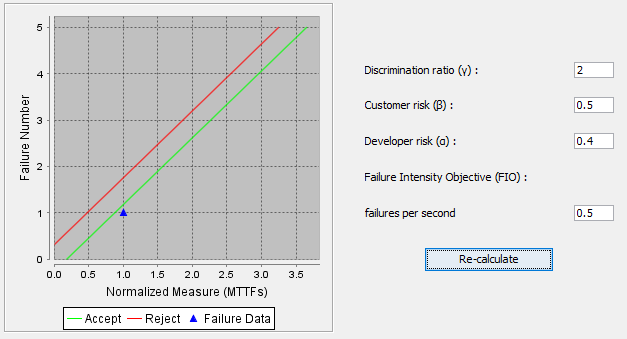 5
4
3
2
1
0
Failure Number
0.0 0.5 1.0 1.5 2.0 2.5 3.0 3.5
Normalized Measure (MTTFs)
Accept Reject Failure Data
Discrimination ratio (γ) : 2
Customer risk (β) : 0.5
Developer risk (α) : 0.4
Failure Intensity Objective (FIO) :
failures per second 0.5
Re-calculate